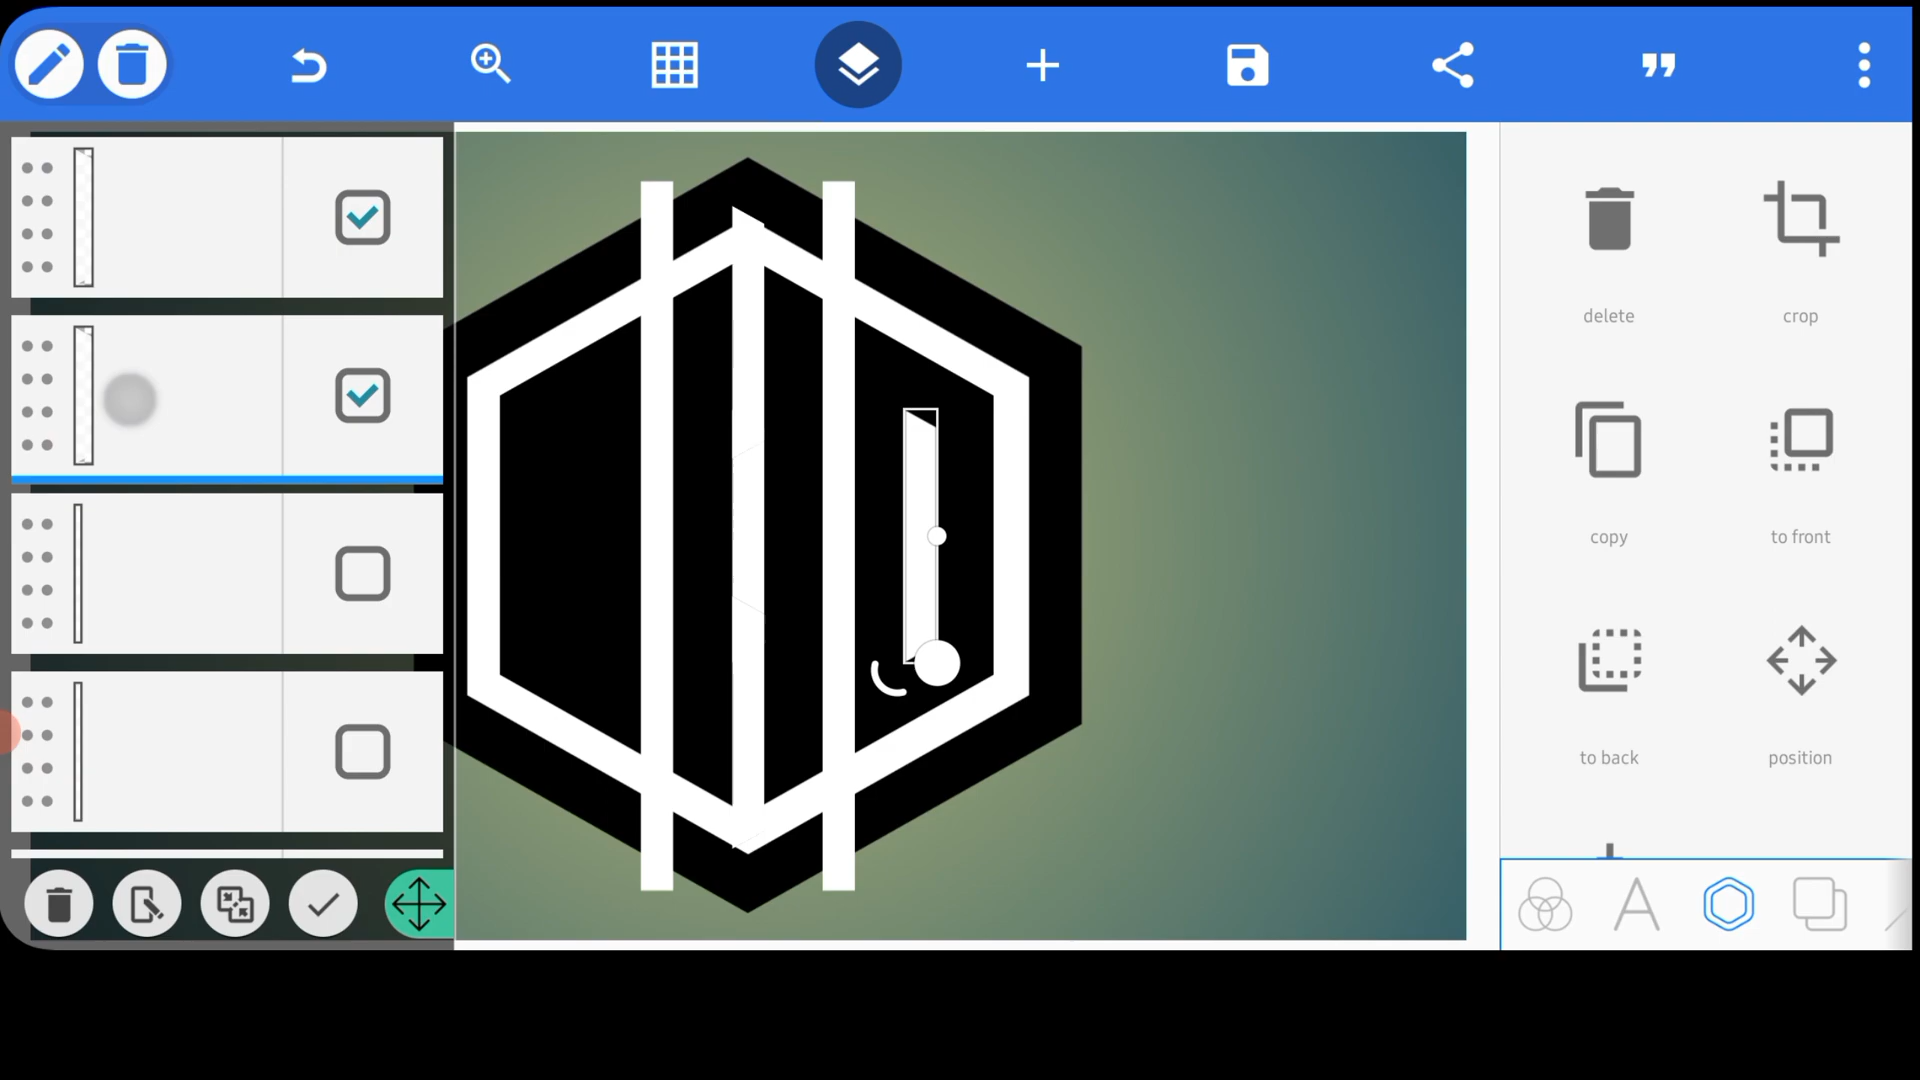 delete
crop
copy
to front
to back
position